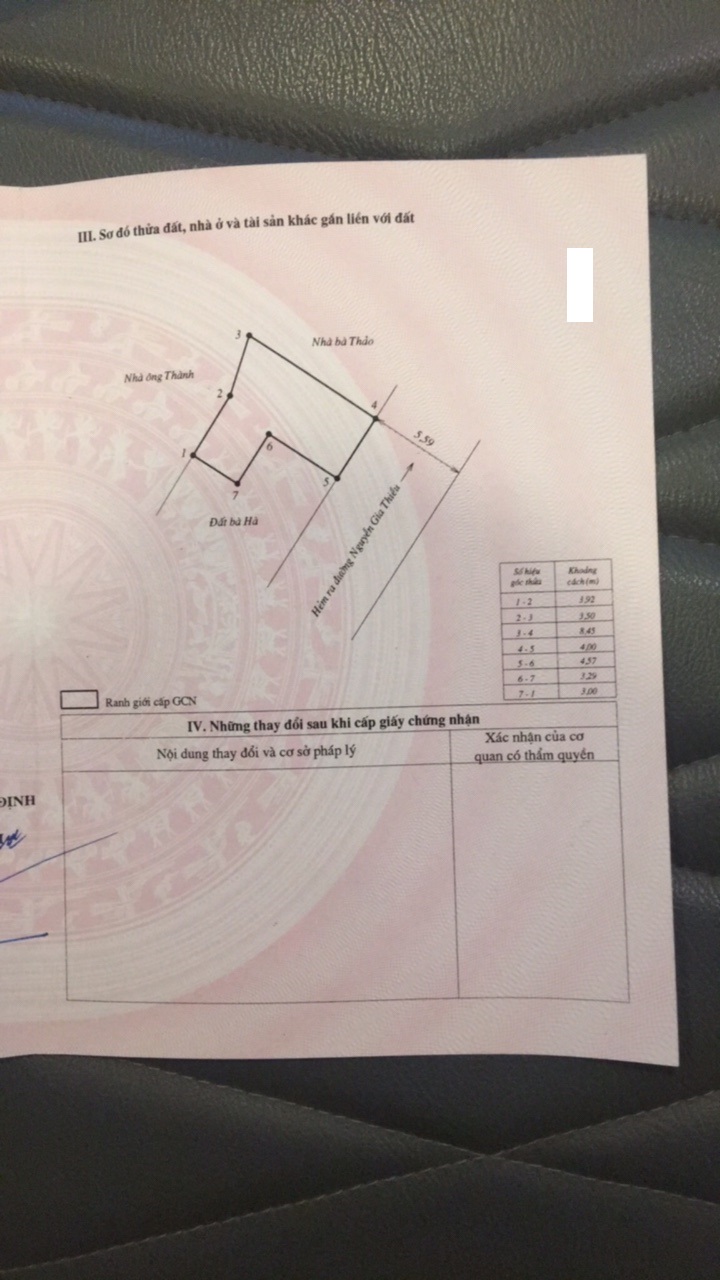 III. Sơ đồ thửa đất, nhà ở và tài sản khác gắn liền với đất
3
Nhà bà Thảo
Nhà ông Thành
2
4
5,59
1
6
5
7
Đất bà Hà
Hẻm ra đường Nguyễn Gia Thiều
Số hiệu góc thửa
Khoảng cách (m)
1 - 2 3,92
2 - 3 3,50
3 - 4 8,45
4 - 5 4,00
5 - 6 4,57
6 - 7 3,29
7 - 1 3,00
Ranh giới cấp GCN
IV. Những thay đổi sau khi cấp giấy chứng nhận
Nội dung thay đổi và cơ sở pháp lý
Xác nhận của cơ
quan có thẩm quyền
ĐỊNH